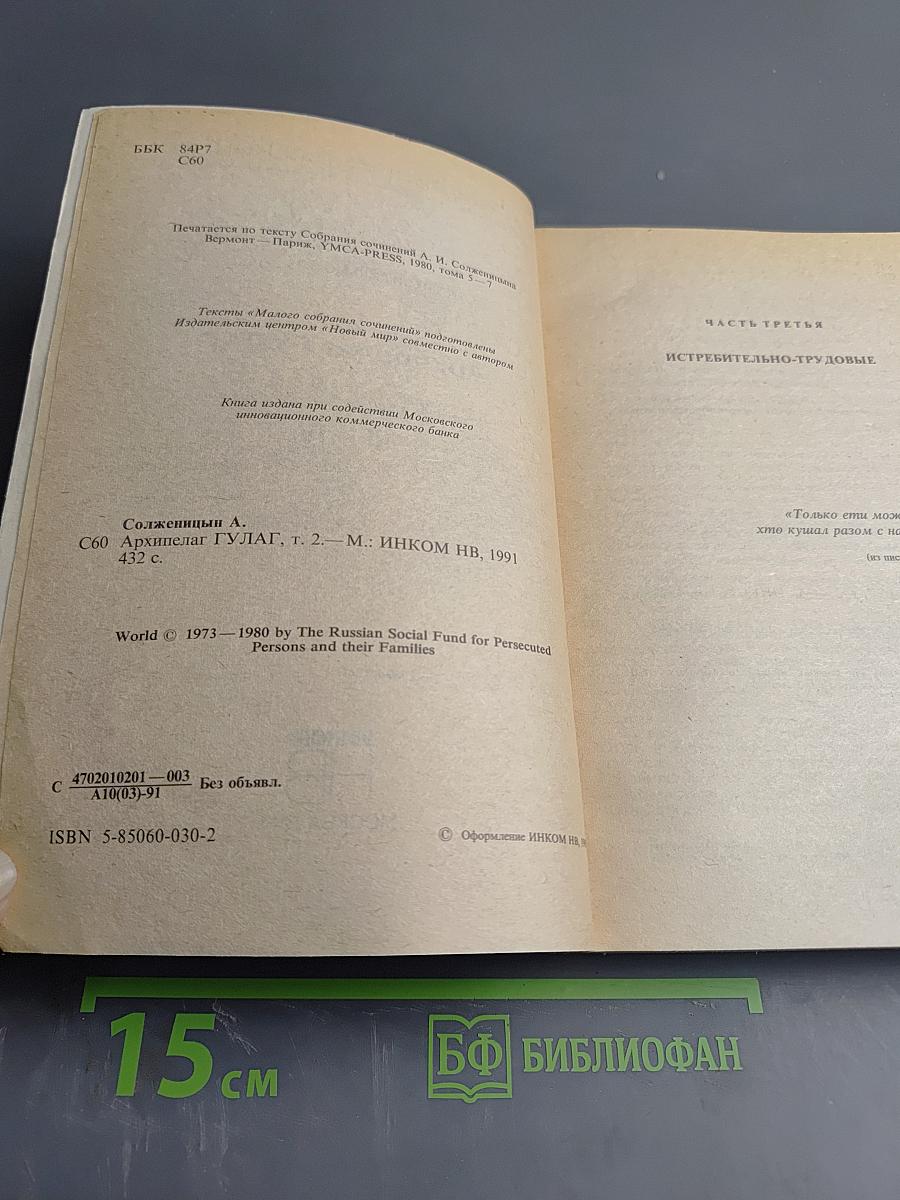 ББК 84Р7
С60
Печатается по тексту Собрания сочинений А. И. Солженицына
Вермонт — Париж, YMCA-PRESS, 1980, тома 5—7
Тексты «Малого собрания сочинений» подготовлены
Издательским центром «Новый мир» совместно с автором
Книга издана при содействии Московского
инновационного коммерческого банка
Солженицын А.
С60 Архипелаг ГУЛАГ, т. 2.— М.: ИНКОМ НВ, 1991
432 с.
World © 1973—1980 by The Russian Social Fund for Persecuted
Persons and their Families
С 4702010201—003 Без объявл.
А10(03)-91
ISBN 5-85060-030-2
© Оформление ИНКОМ НВ,
ЧАСТЬ ТРЕТЬЯ
ИСТРЕБИТЕЛЬНО-ТРУДОВЫЕ
«Только ети мож
хто кушал разом с на
(из пис
15 см
БФ БИБЛИОФАН